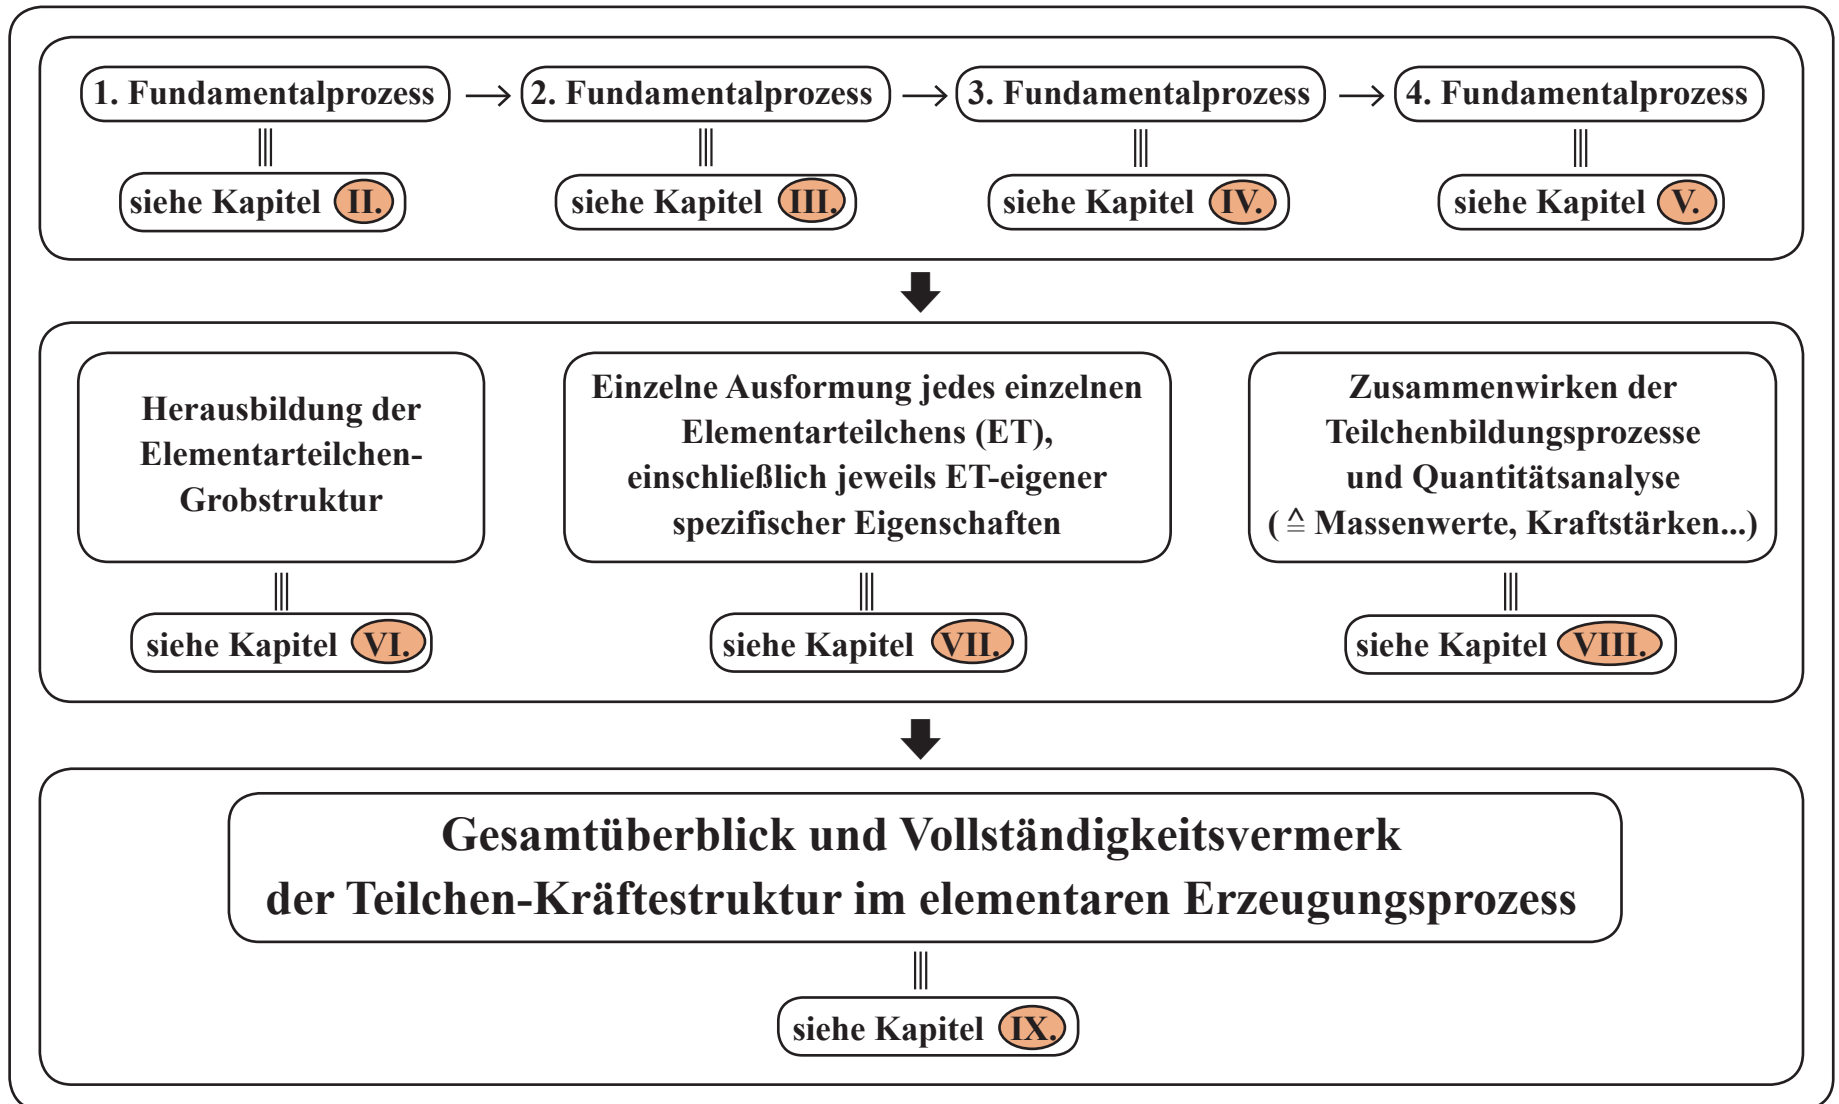 1. Fundamentalprozess → 2. Fundamentalprozess → 3. Fundamentalprozess → 4. Fundamentalprozess
siehe Kapitel II. siehe Kapitel III. siehe Kapitel IV. siehe Kapitel V.
Herausbildung der
Elementarteilchen-
Grobstruktur
Einzelne Ausformung jedes einzelnen
Elementarteilchens (ET),
einschließlich jeweils ET-eigener
spezifischer Eigenschaften
Zusammenwirken der
Teilchenbildungsprozesse
und Quantitätsanalyse
( ≙ Massenwerte, Kraftstärken...)
siehe Kapitel VI. siehe Kapitel VII. siehe Kapitel VIII.
Gesamtüberblick und Vollständigkeitsvermerk
der Teilchen-Kräftestruktur im elementaren Erzeugungsprozess
siehe Kapitel IX.